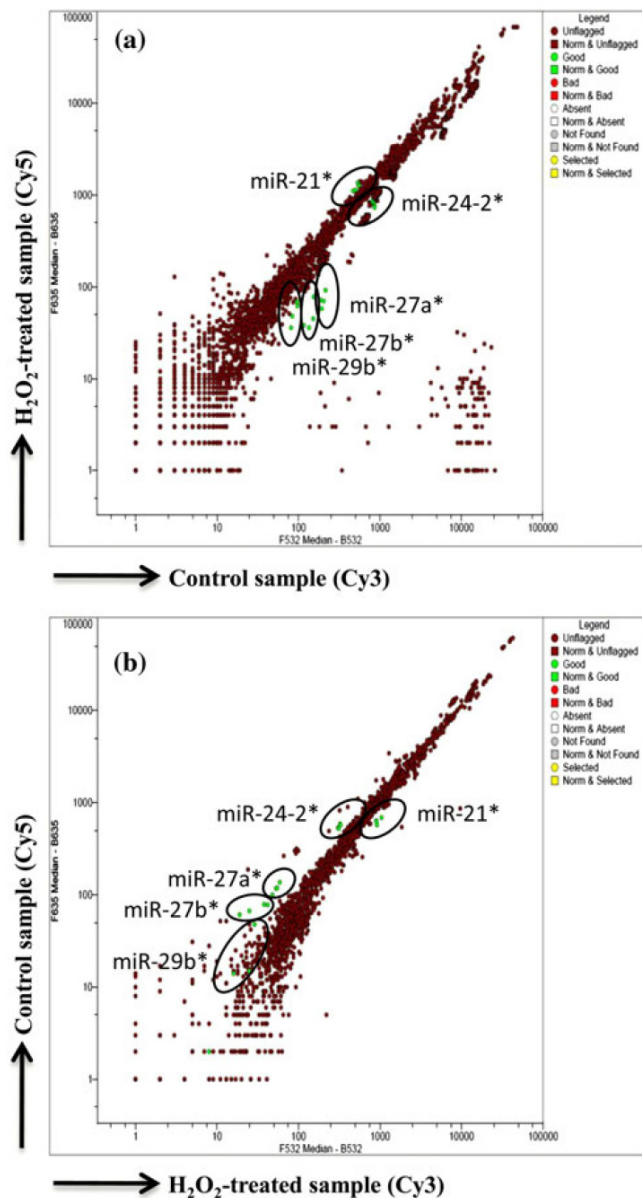 (a)
100000
10000
1000
100
10
1
F635 Median - B635
H₂O₂-treated sample (Cy5)
miR-21*
miR-24-2*
miR-27a*
miR-27b*
miR-29b*
1 10 100 1000 10000 100000
F532 Median - B532
Control sample (Cy3)
Legend
Unflagged
Norm & Unflagged
Good
Norm & Good
Bad
Norm & Bad
Absent
Norm & Absent
Not Found
Norm & Not Found
Selected
Norm & Selected
(b)
100000
10000
1000
100
10
1
F635 Median - B635
Control sample (Cy5)
miR-24-2*
miR-21*
miR-27a*
miR-27b*
miR-29b*
1 10 100 1000 10000 100000
F532 Median - B532
H₂O₂-treated sample (Cy3)
Legend
Unflagged
Norm & Unflagged
Good
Norm & Good
Bad
Norm & Bad
Absent
Norm & Absent
Not Found
Norm & Not Found
Selected
Norm & Selected